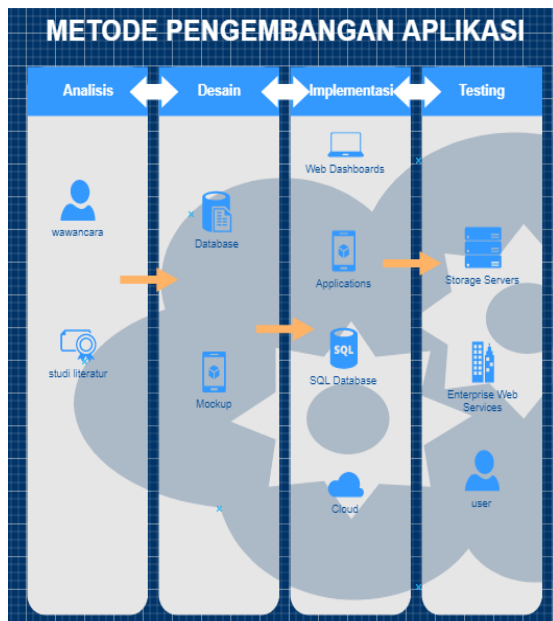 METODE PENGEMBANGAN APLIKASI
Analisis
Desain
Implementasi
Testing
wawancara
studi literatur
Database
Mockup
Web Dashboards
Applications
SQL
SQL Database
Cloud
Storage Servers
Enterprise Web
Services
user